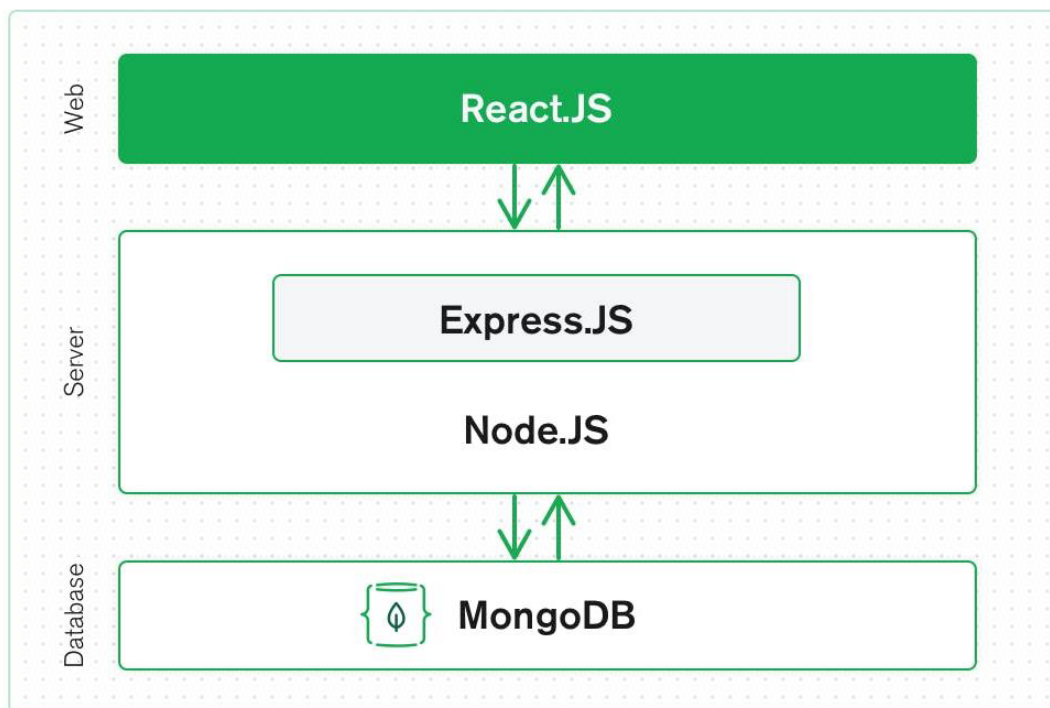 Web
React.JS
Server
Express.JS
Node.JS
Database
MongoDB